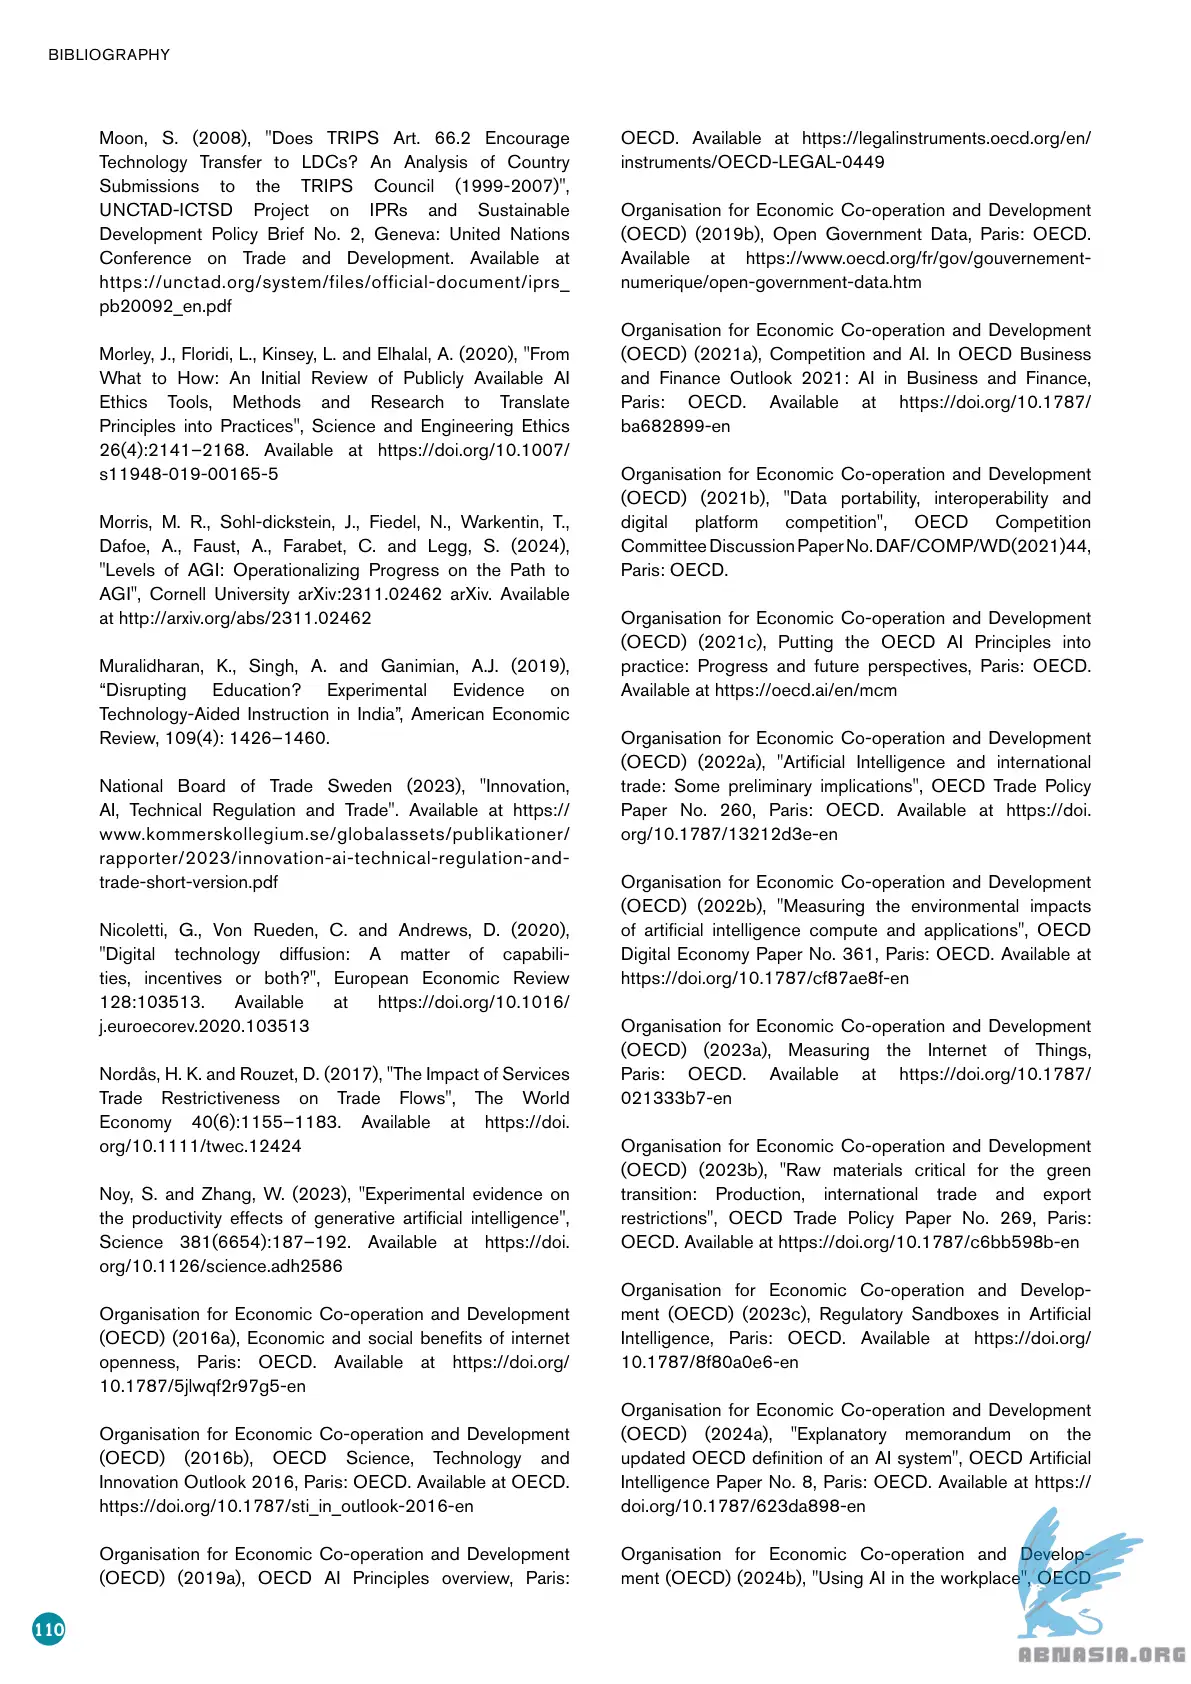 BIBLIOGRAPHY
Moon, S. (2008), "Does TRIPS Art. 66.2 Encourage
Technology Transfer to LDCs? An Analysis of Country
Submissions to the TRIPS Council (1999-2007)",
UNCTAD-ICTSD Project on IPRs and Sustainable
Development Policy Brief No. 2, Geneva: United Nations
Conference on Trade and Development. Available at
https://unctad.org/system/files/official-document/iprs_
pb20092_en.pdf
Morley, J., Floridi, L., Kinsey, L. and Elhalal, A. (2020), "From
What to How: An Initial Review of Publicly Available AI
Ethics Tools, Methods and Research to Translate
Principles into Practices", Science and Engineering Ethics
26(4):2141–2168. Available at https://doi.org/10.1007/
s11948-019-00165-5
Morris, M. R., Sohl-dickstein, J., Fiedel, N., Warkentin, T.,
Dafoe, A., Faust, A., Farabet, C. and Legg, S. (2024),
"Levels of AGI: Operationalizing Progress on the Path to
AGI", Cornell University arXiv:2311.02462 arXiv. Available
at http://arxiv.org/abs/2311.02462
Muralidharan, K., Singh, A. and Ganimian, A.J. (2019),
“Disrupting Education? Experimental Evidence on
Technology-Aided Instruction in India”, American Economic
Review, 109(4): 1426–1460.
National Board of Trade Sweden (2023), "Innovation,
AI, Technical Regulation and Trade". Available at https://
www.kommerskollegium.se/globalassets/publikationer/
rapporter/2023/innovation-ai-technical-regulation-and-
trade-short-version.pdf
Nicoletti, G., Von Rueden, C. and Andrews, D. (2020),
"Digital technology diffusion: A matter of capabili-
ties, incentives or both?", European Economic Review
128:103513. Available at https://doi.org/10.1016/
j.euroecorev.2020.103513
Nordås, H. K. and Rouzet, D. (2017), "The Impact of Services
Trade Restrictiveness on Trade Flows", The World
Economy 40(6):1155–1183. Available at https://doi.
org/10.1111/twec.12424
Noy, S. and Zhang, W. (2023), "Experimental evidence on
the productivity effects of generative artificial intelligence",
Science 381(6654):187–192. Available at https://doi.
org/10.1126/science.adh2586
Organisation for Economic Co-operation and Development
(OECD) (2016a), Economic and social benefits of internet
openness, Paris: OECD. Available at https://doi.org/
10.1787/5jlwqf2r97g5-en
Organisation for Economic Co-operation and Development
(OECD) (2016b), OECD Science, Technology and
Innovation Outlook 2016, Paris: OECD. Available at OECD.
https://doi.org/10.1787/sti_in_outlook-2016-en
Organisation for Economic Co-operation and Development
(OECD) (2019a), OECD AI Principles overview, Paris:
OECD. Available at https://legalinstruments.oecd.org/en/
instruments/OECD-LEGAL-0449
Organisation for Economic Co-operation and Development
(OECD) (2019b), Open Government Data, Paris: OECD.
Available at https://www.oecd.org/fr/gov/gouvernement-
numerique/open-government-data.htm
Organisation for Economic Co-operation and Development
(OECD) (2021a), Competition and AI. In OECD Business
and Finance Outlook 2021: AI in Business and Finance,
Paris: OECD. Available at https://doi.org/10.1787/
ba682899-en
Organisation for Economic Co-operation and Development
(OECD) (2021b), "Data portability, interoperability and
digital platform competition", OECD Competition
Committee Discussion Paper No. DAF/COMP/WD(2021)44,
Paris: OECD.
Organisation for Economic Co-operation and Development
(OECD) (2021c), Putting the OECD AI Principles into
practice: Progress and future perspectives, Paris: OECD.
Available at https://oecd.ai/en/mcm
Organisation for Economic Co-operation and Development
(OECD) (2022a), "Artificial Intelligence and international
trade: Some preliminary implications", OECD Trade Policy
Paper No. 260, Paris: OECD. Available at https://doi.
org/10.1787/13212d3e-en
Organisation for Economic Co-operation and Development
(OECD) (2022b), "Measuring the environmental impacts
of artificial intelligence compute and applications", OECD
Digital Economy Paper No. 361, Paris: OECD. Available at
https://doi.org/10.1787/cf87ae8f-en
Organisation for Economic Co-operation and Development
(OECD) (2023a), Measuring the Internet of Things,
Paris: OECD. Available at https://doi.org/10.1787/
021333b7-en
Organisation for Economic Co-operation and Development
(OECD) (2023b), "Raw materials critical for the green
transition: Production, international trade and export
restrictions", OECD Trade Policy Paper No. 269, Paris:
OECD. Available at https://doi.org/10.1787/c6bb598b-en
Organisation for Economic Co-operation and Develop-
ment (OECD) (2023c), Regulatory Sandboxes in Artificial
Intelligence, Paris: OECD. Available at https://doi.org/
10.1787/8f80a0e6-en
Organisation for Economic Co-operation and Development
(OECD) (2024a), "Explanatory memorandum on the
updated OECD definition of an AI system", OECD Artificial
Intelligence Paper No. 8, Paris: OECD. Available at https://
doi.org/10.1787/623da898-en
Organisation for Economic Co-operation and Develop-
ment (OECD) (2024b), "Using AI in the workplace", OECD
110
ABNASIA.ORG